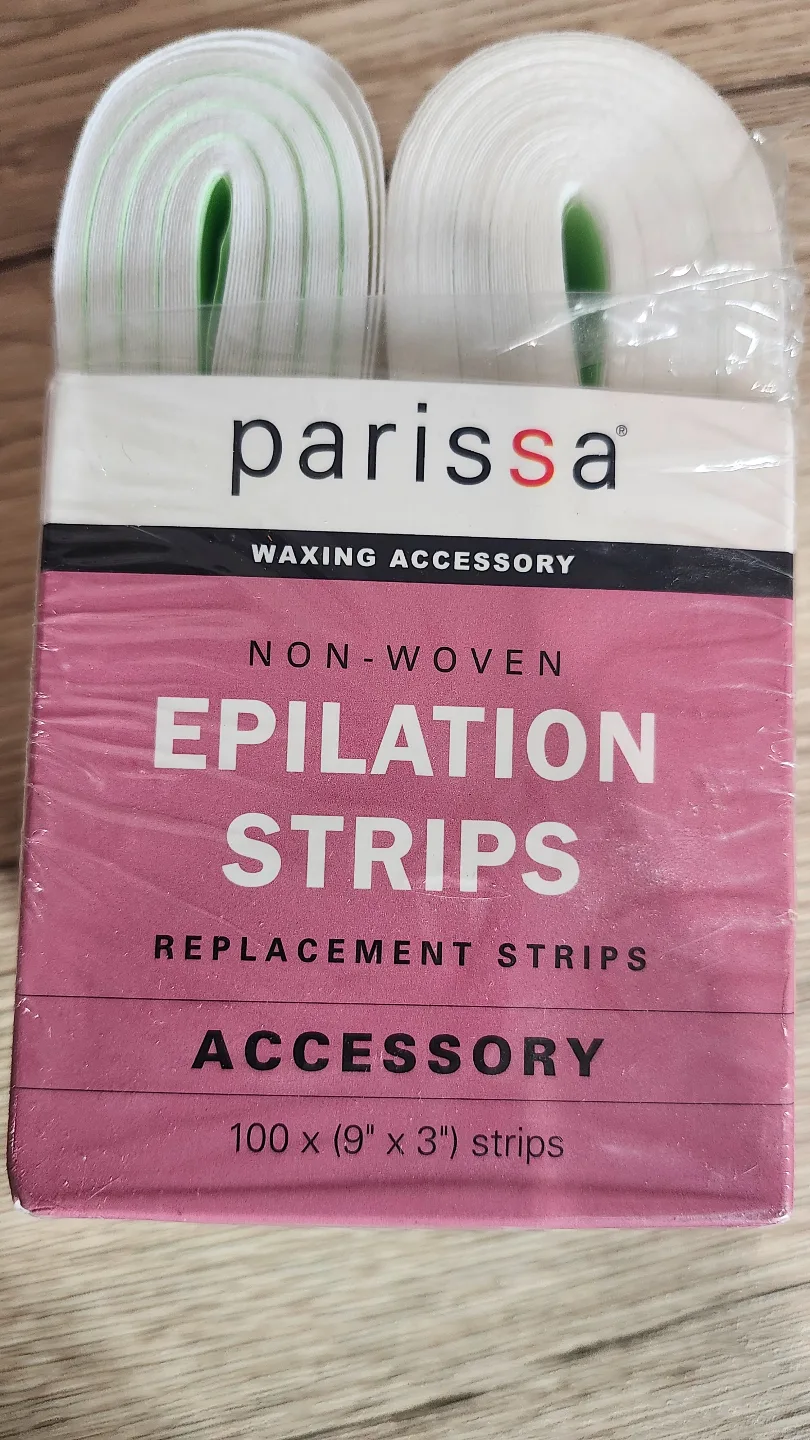 parissa®
WAXING ACCESSORY
NON-WOVEN
EPILATION
STRIPS
REPLACEMENT STRIPS
ACCESSORY
100 x (9" x 3") strips